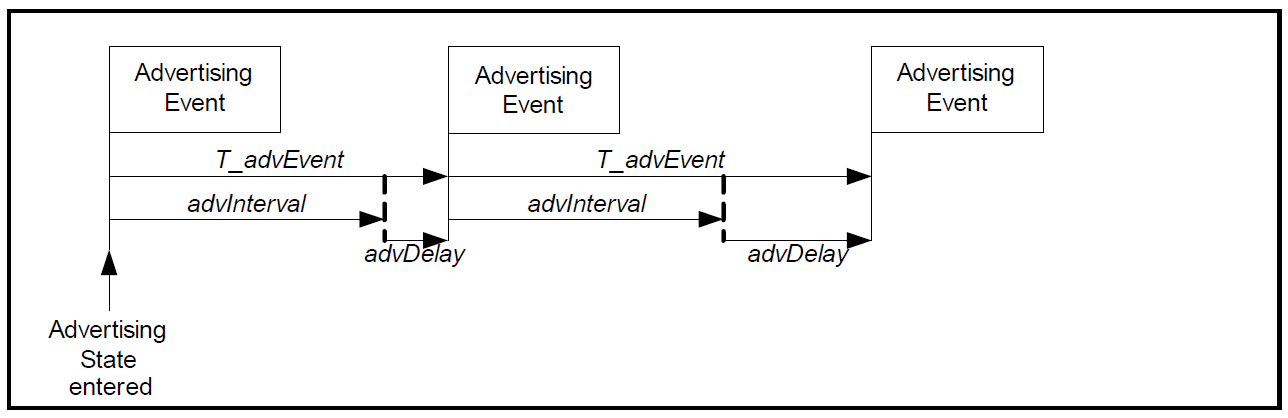 Advertising
Event
Advertising
Event
Advertising
Event
T_advEvent
T_advEvent
advInterval
advInterval
advDelay
advDelay
Advertising
State
entered